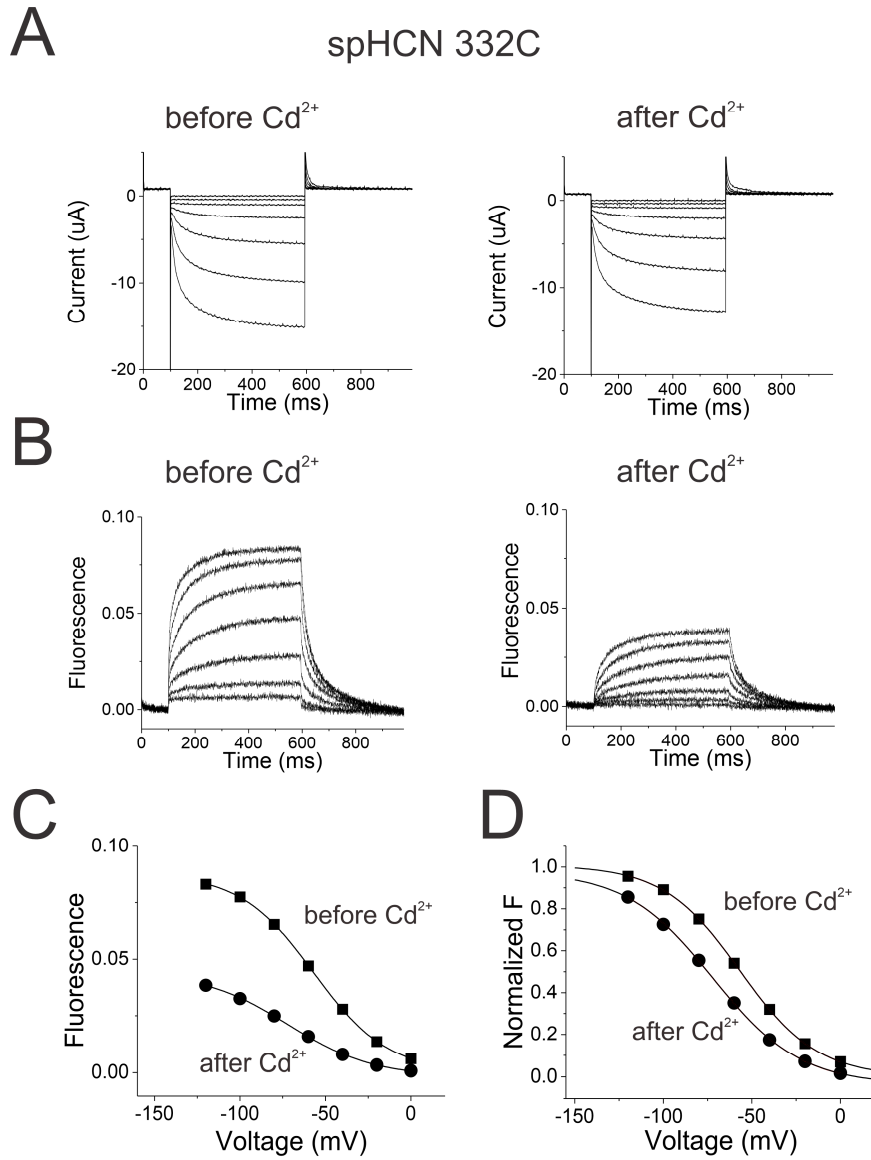 A
spHCN 332C
before Cd²⁺
after Cd²⁺
Current (uA)
0
-10
-20
0 200 400 600 800
Time (ms)
Current (uA)
0
-10
-20
0 200 400 600 800
Time (ms)
B
before Cd²⁺
after Cd²⁺
Fluorescence
0.10
0.05
0.00
0 200 400 600 800
Time (ms)
Fluorescence
0.10
0.05
0.00
0 200 400 600 800
Time (ms)
C
Fluorescence
0.10
0.05
0.00
before Cd²⁺
after Cd²⁺
-150 -100 -50 0
Voltage (mV)
D
Normalized F
1.0
0.8
0.6
0.4
0.2
0.0
before Cd²⁺
after Cd²⁺
-150 -100 -50 0
Voltage (mV)